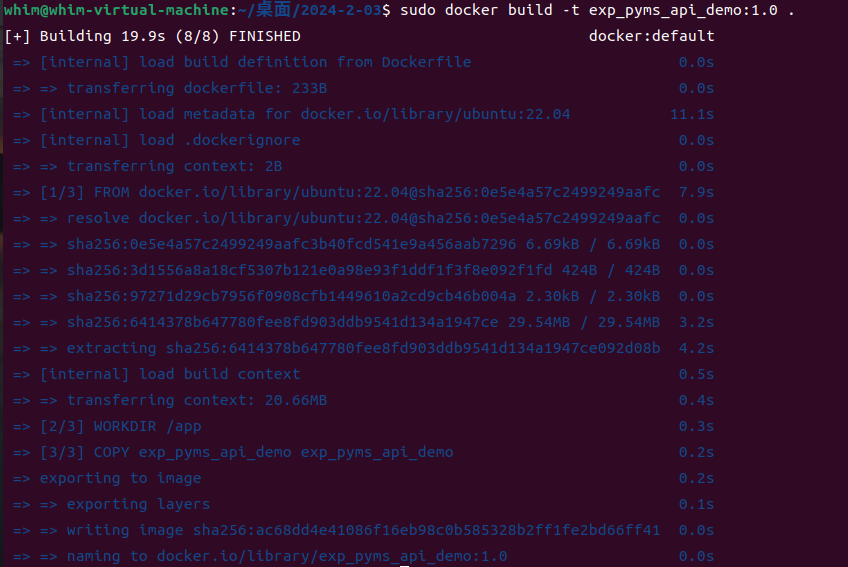 whim@whim-virtual-machine:~/桌面/2024-2-03$ sudo docker build -t exp_pyms_api_demo:1.0 .
[+] Building 19.9s (8/8) FINISHED docker:default
=> [internal] load build definition from Dockerfile 0.0s
=> => transferring dockerfile: 233B 0.0s
=> [internal] load metadata for docker.io/library/ubuntu:22.04 11.1s
=> [internal] load .dockerignore 0.0s
=> => transferring context: 2B 0.0s
=> [1/3] FROM docker.io/library/ubuntu:22.04@sha256:0e5e4a57c2499249aafc 7.9s
=> => resolve docker.io/library/ubuntu:22.04@sha256:0e5e4a57c2499249aafc 0.0s
=> => sha256:0e5e4a57c2499249aafc3b40fcd541e9a456aab7296 6.69kB / 6.69kB 0.0s
=> => sha256:3d1556a8a18cf5307b121e0a98e93f1ddf1f3f8e092f1fd 424B / 424B 0.0s
=> => sha256:97271d29cb7956f0908cfb1449610a2cd9cb46b004a 2.30kB / 2.30kB 0.0s
=> => sha256:6414378b647780fee8fd903ddb9541d134a1947ce 29.54MB / 29.54MB 3.2s
=> => extracting sha256:6414378b647780fee8fd903ddb9541d134a1947ce092d08b 4.2s
=> [internal] load build context 0.5s
=> => transferring context: 20.66MB 0.4s
=> [2/3] WORKDIR /app 0.3s
=> [3/3] COPY exp_pyms_api_demo exp_pyms_api_demo 0.2s
=> exporting to image 0.2s
=> => exporting layers 0.1s
=> => writing image sha256:ac68dd4e41086f16eb98c0b585328b2ff1fe2bd66ff41 0.0s
=> => naming to docker.io/library/exp_pyms_api_demo:1.0 0.0s